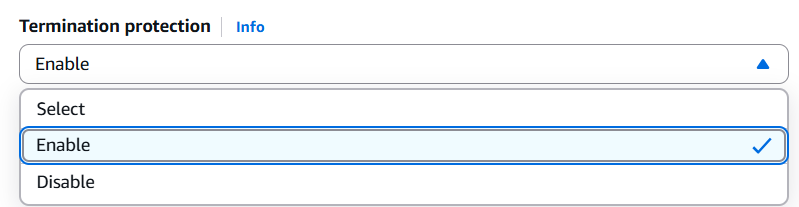 Termination protection Info
Enable
Select
Enable
Disable